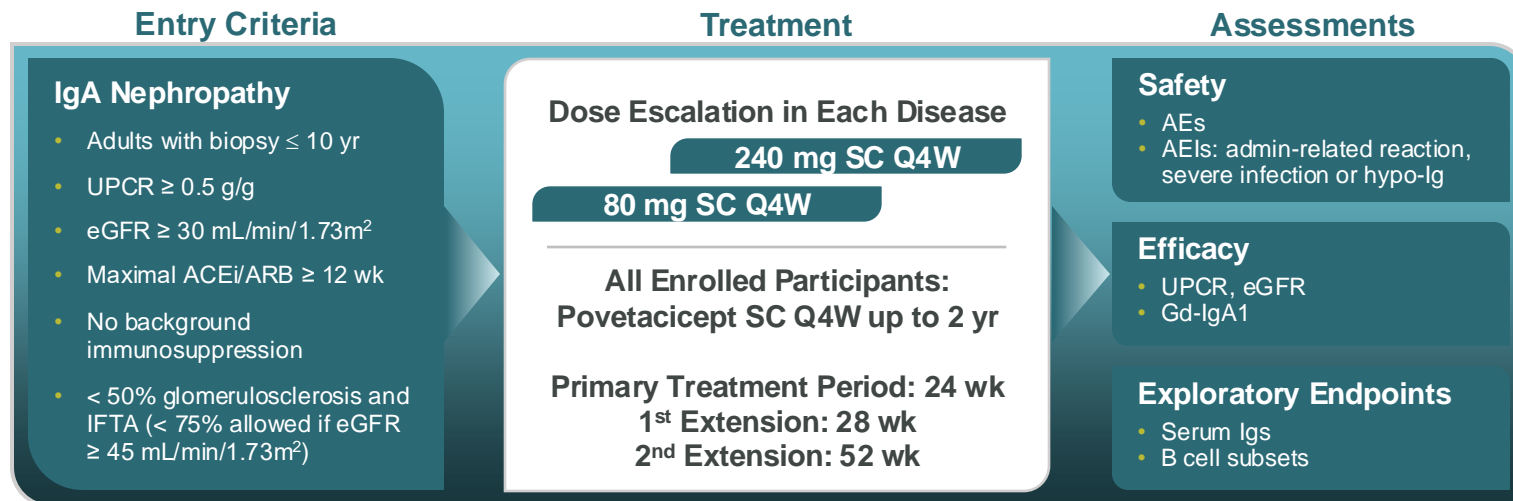 Entry Criteria
IgA Nephropathy
• Adults with biopsy ≤ 10 yr
• UPCR ≥ 0.5 g/g
• eGFR ≥ 30 mL/min/1.73m²
• Maximal ACEi/ARB ≥ 12 wk
• No background
immunosuppression
• < 50% glomerulosclerosis and
IFTA (< 75% allowed if eGFR
≥ 45 mL/min/1.73m²)
Treatment
Dose Escalation in Each Disease
240 mg SC Q4W
80 mg SC Q4W
All Enrolled Participants:
Povetacicept SC Q4W up to 2 yr
Primary Treatment Period: 24 wk
1st Extension: 28 wk
2nd Extension: 52 wk
Assessments
Safety
• AEs
• AEIs: admin-related reaction,
severe infection or hypo-Ig
Efficacy
• UPCR, eGFR
• Gd-IgA1
Exploratory Endpoints
• Serum Igs
• B cell subsets